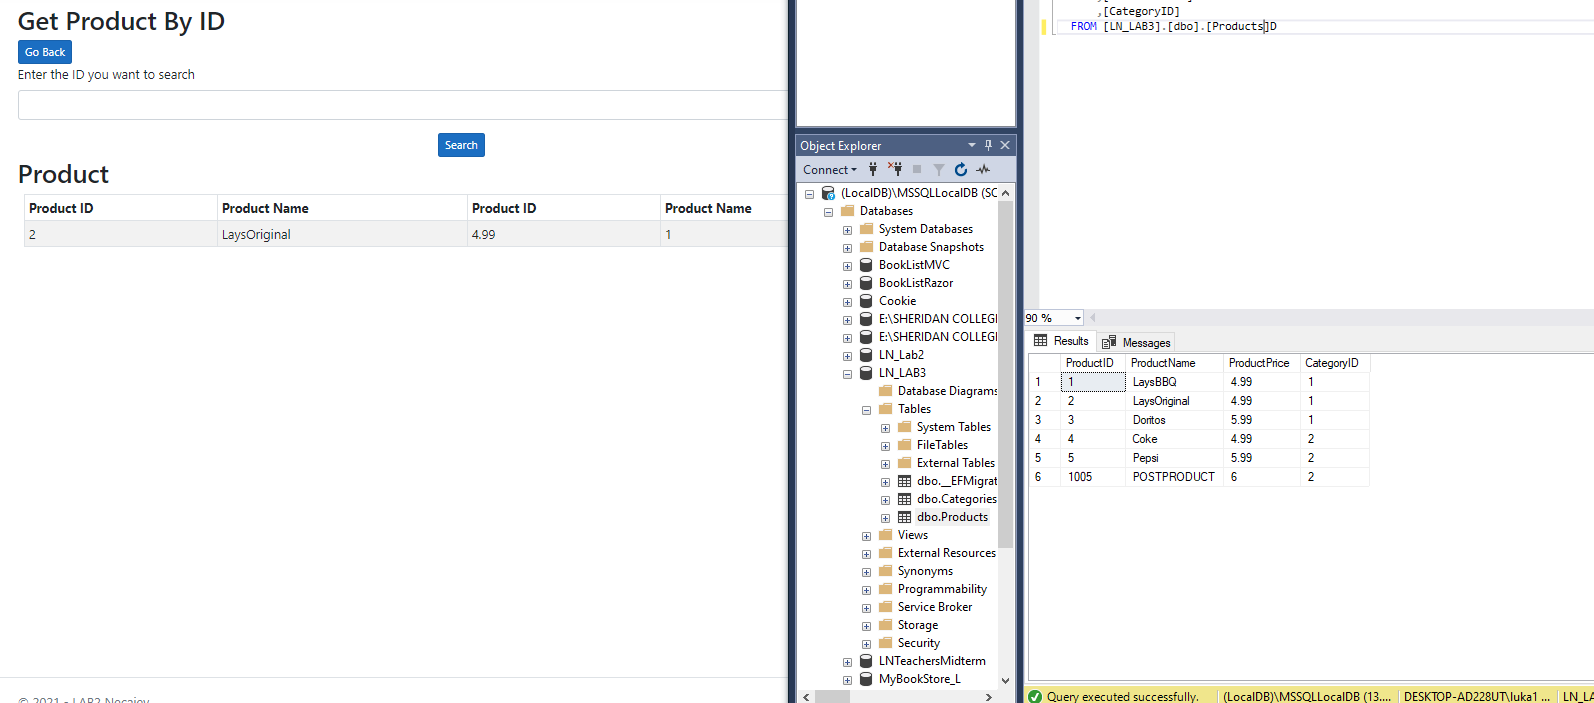 Get Product By ID
Go Back
Enter the ID you want to search
Search
Product
Product ID Product Name Product ID Product Name
2 LaysOriginal 4.99 1
Object Explorer
Connect
(LocalDB)\MSSQLLocalDB (SC
Databases
System Databases
Database Snapshots
BookListMVC
BookListRazor
Cookie
E:\SHERIDAN COLLEGE
E:\SHERIDAN COLLEGE
LN_Lab2
LN_LAB3
Database Diagrams
Tables
System Tables
FileTables
External Tables
dbo.__EFMigrat
dbo.Categories
dbo.Products
Views
External Resources
Synonyms
Programmability
Service Broker
Storage
Security
LNTeachersMidterm
MyBookStore_L
,[CategoryID]
FROM [LN_LAB3].[dbo].[Products]D
90 %
Results Messages
ProductID ProductName ProductPrice CategoryID
1 1 LaysBBQ 4.99 1
2 2 LaysOriginal 4.99 1
3 3 Doritos 5.99 1
4 4 Coke 4.99 2
5 5 Pepsi 5.99 2
6 1005 POSTPRODUCT 6 2
Query executed successfully. (LocalDB)\MSSQLLocalDB (13.... DESKTOP-AD228UT\luka1 ... LN_LA
© 2021 - LAB2 Necaiev